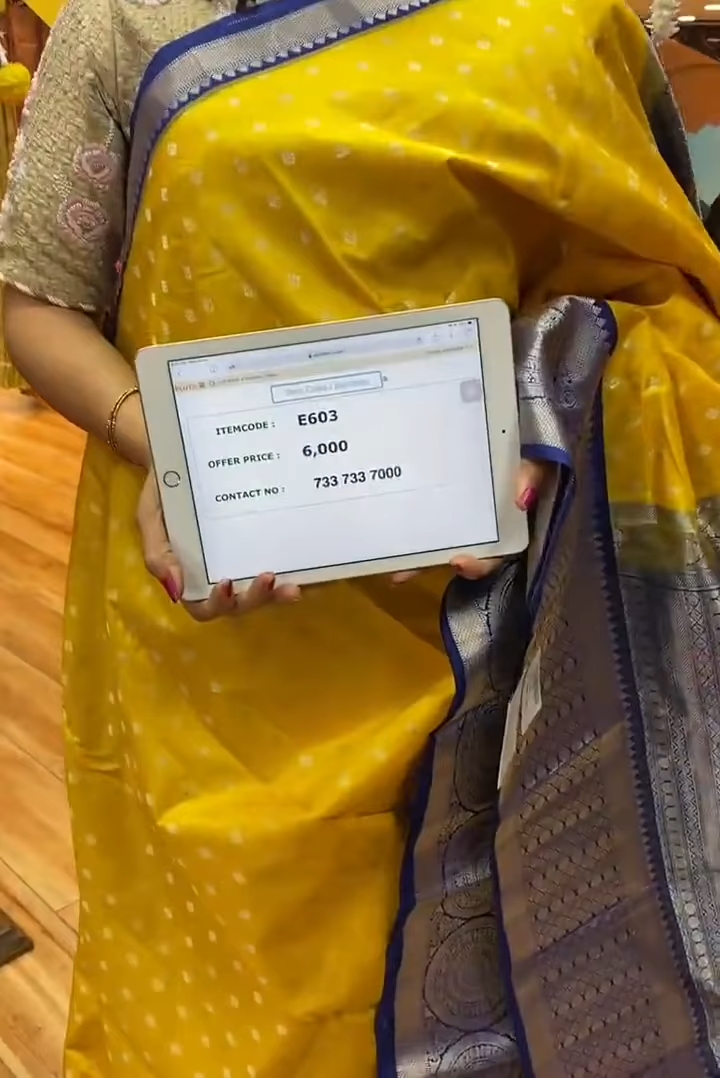 ITEMCODE : E603
OFFER PRICE : 6,000
CONTACT NO : 733 733 7000